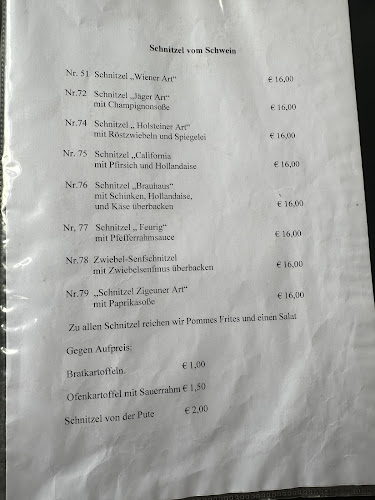 Schnitzel vom Schwein
Nr. 51 Schnitzel „Wiener Art“ € 16,00
Nr.72 Schnitzel „Jäger Art“
mit Champignonsoße € 16,00
Nr.74 Schnitzel „ Holsteiner Art“
mit Röstzwiebeln und Spiegelei € 16,00
Nr. 75 Schnitzel „California
mit Pfirsich und Hollandaise € 16,00
Nr.76 Schnitzel „Brauhaus“
mit Schinken, Hollandaise,
und Käse überbacken € 16,00
Nr, 77 Schnitzel „ Feurig“
mit Pfefferrahmsauce € 16,00
Nr.78 Zwiebel-Senfschnitzel
mit Zwiebelsenfmus überbacken € 16,00
Nr.79 „Schnitzel Zigeuner Art“
mit Paprikasoße € 16,00
Zu allen Schnitzel reichen wir Pommes Frites und einen Salat
Gegen Aufpreis:
Bratkartoffeln. € 1,00
Ofenkartoffel mit Sauerrahm € 1,50
Schnitzel von der Pute € 2,00